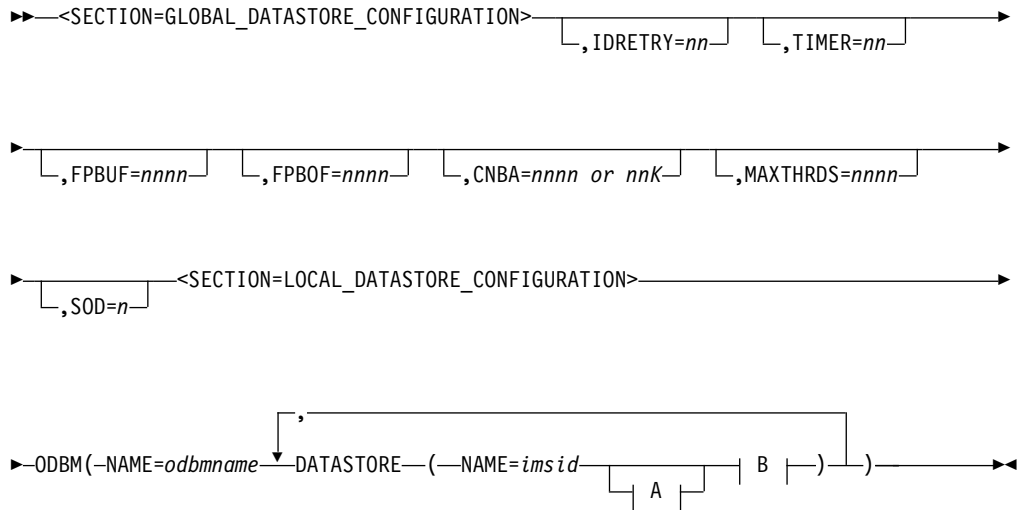 <SECTION=GLOBAL_DATASTORE_CONFIGURATION>
,IDRETRY=nn ,TIMER=nn
,FPBUF=nnnn ,FPBOF=nnnn ,CNBA=nnnn or nnK ,MAXTHRDS=nnnn
<SECTION=LOCAL_DATASTORE_CONFIGURATION>
,SOD=n
,
ODBM( NAME=odbmname DATASTORE ( NAME=imsid B ) )
A